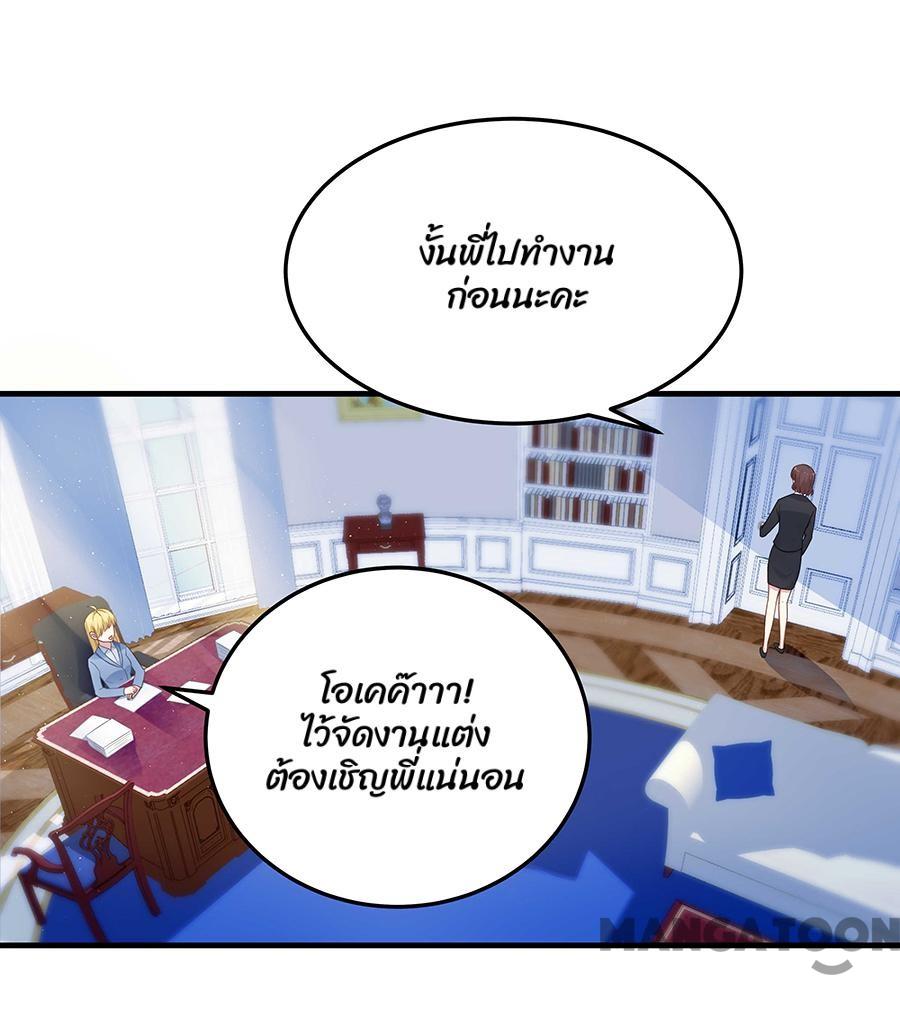 งั้นพี่ไปทำงาน
ก่อนนะคะ
โอเคค๊าาา!
ไว้จัดงานแต่ง
ต้องเชิญพี่แน่นอน
MANGATOON